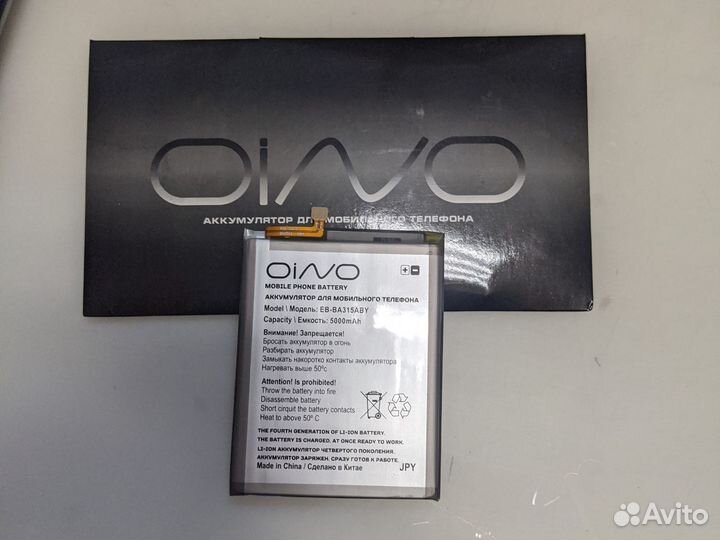 OiNO
АККУМУЛЯТОР ДЛЯ МОБИЛЬНОГО ТЕЛЕФОНА
OiNO
+ -
MOBILE PHONE BATTERY
АККУМУЛЯТОР ДЛЯ МОБИЛЬНОГО ТЕЛЕФОНА
Model \ Модель: EB-BA315ABY
Capacity \ Емкость: 5000mAh
Внимание! Запрещается!
Бросать аккумулятор в огонь
Разбирать аккумулятор
Замыкать накоротко контакты аккумулятора
Нагревать выше 50ºc
Attention! Is prohibited!
Throw the battery into fire
Disassemble battery
Short cirquit the battery contacts
Heat to above 50º C
THE FOURTH GENERATION OF LI-ION BATTERY.
THE BATTERY IS CHARGED, AT ONCE READY TO WORK.
LI-ION АККУМУЛЯТОР ЧЕТВЕРТОГО ПОКОЛЕНИЯ.
АККУМУЛЯТОР ЗАРЯЖЕН, СРАЗУ ГОТОВ К РАБОТЕ.
Made in China / Сделано в Китае
JPY
Avito